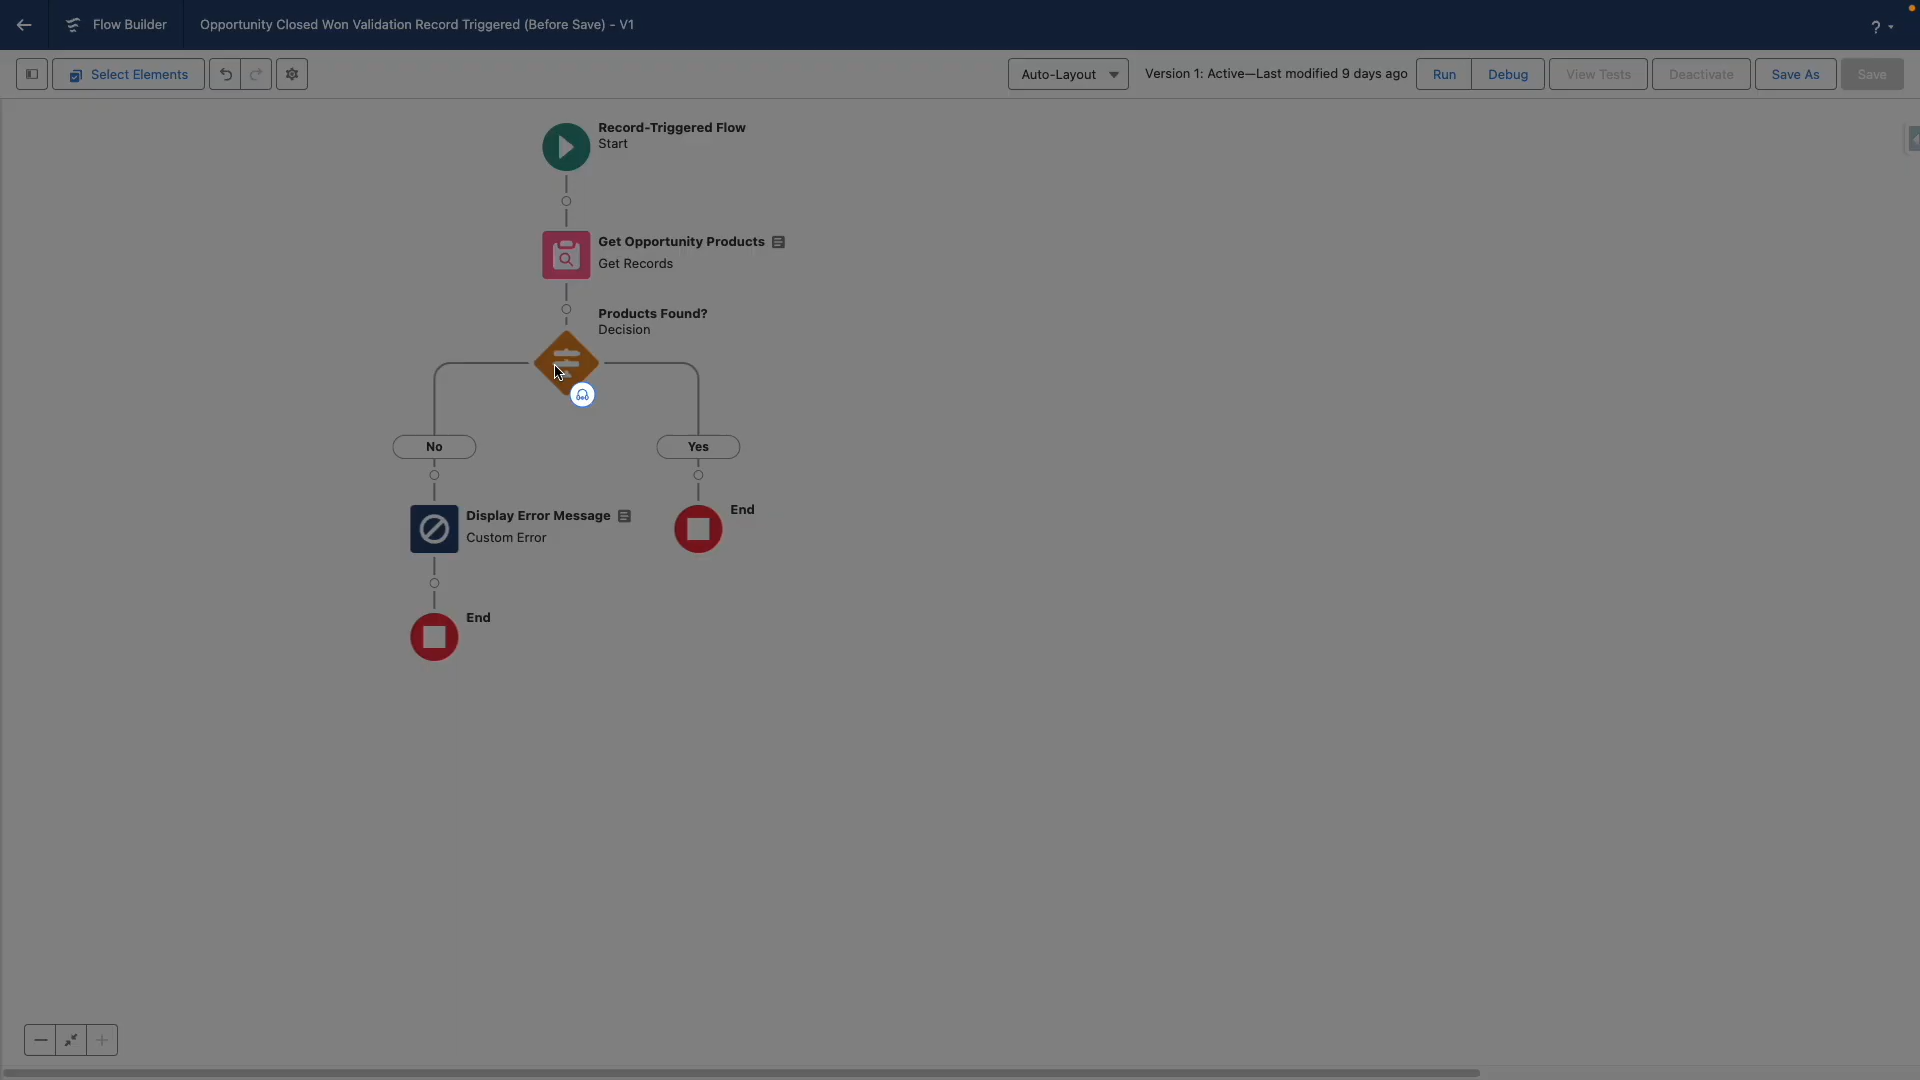 Flow Builder
Opportunity Closed Won Validation Record Triggered (Before Save) - V1
?
Select Elements
Auto-Layout
Version 1: Active—Last modified 9 days ago
Run
Debug
View Tests
Deactivate
Save As
Save
Record-Triggered Flow
Start
Get Opportunity Products
Get Records
Products Found?
Decision
No
Yes
Display Error Message
Custom Error
End
End